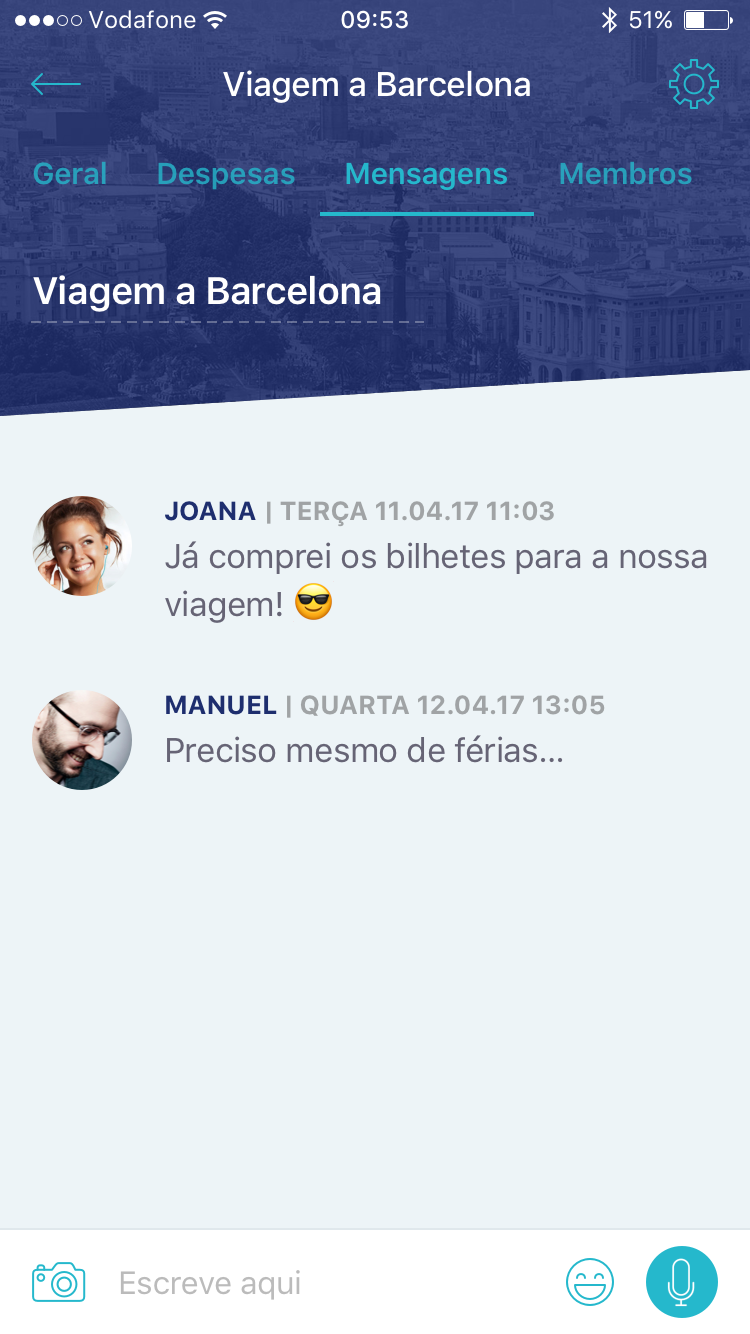 Vodafone 09:53 51%
Viagem a Barcelona
Geral Despesas Mensagens Membros
Viagem a Barcelona
JOANA | TERÇA 11.04.17 11:03
Já comprei os bilhetes para a nossa
viagem! 😎
MANUEL | QUARTA 12.04.17 13:05
Preciso mesmo de férias...
Escreve aqui